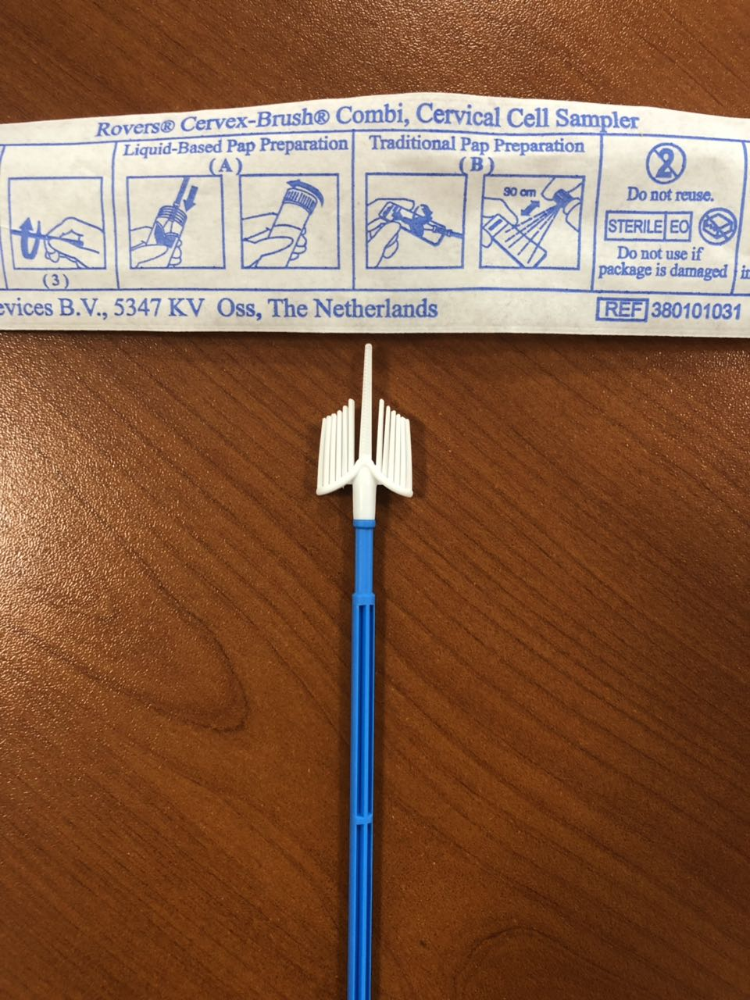 Rovers® Cervex-Brush® Combi, Cervical Cell Sampler
Liquid-Based Pap Preparation
(A)
Traditional Pap Preparation
(B)
30 cm
(3)
Do not reuse.
STERILE EO
Do not use if
package is damaged
evices B.V., 5347 KV Oss, The Netherlands
REF 380101031